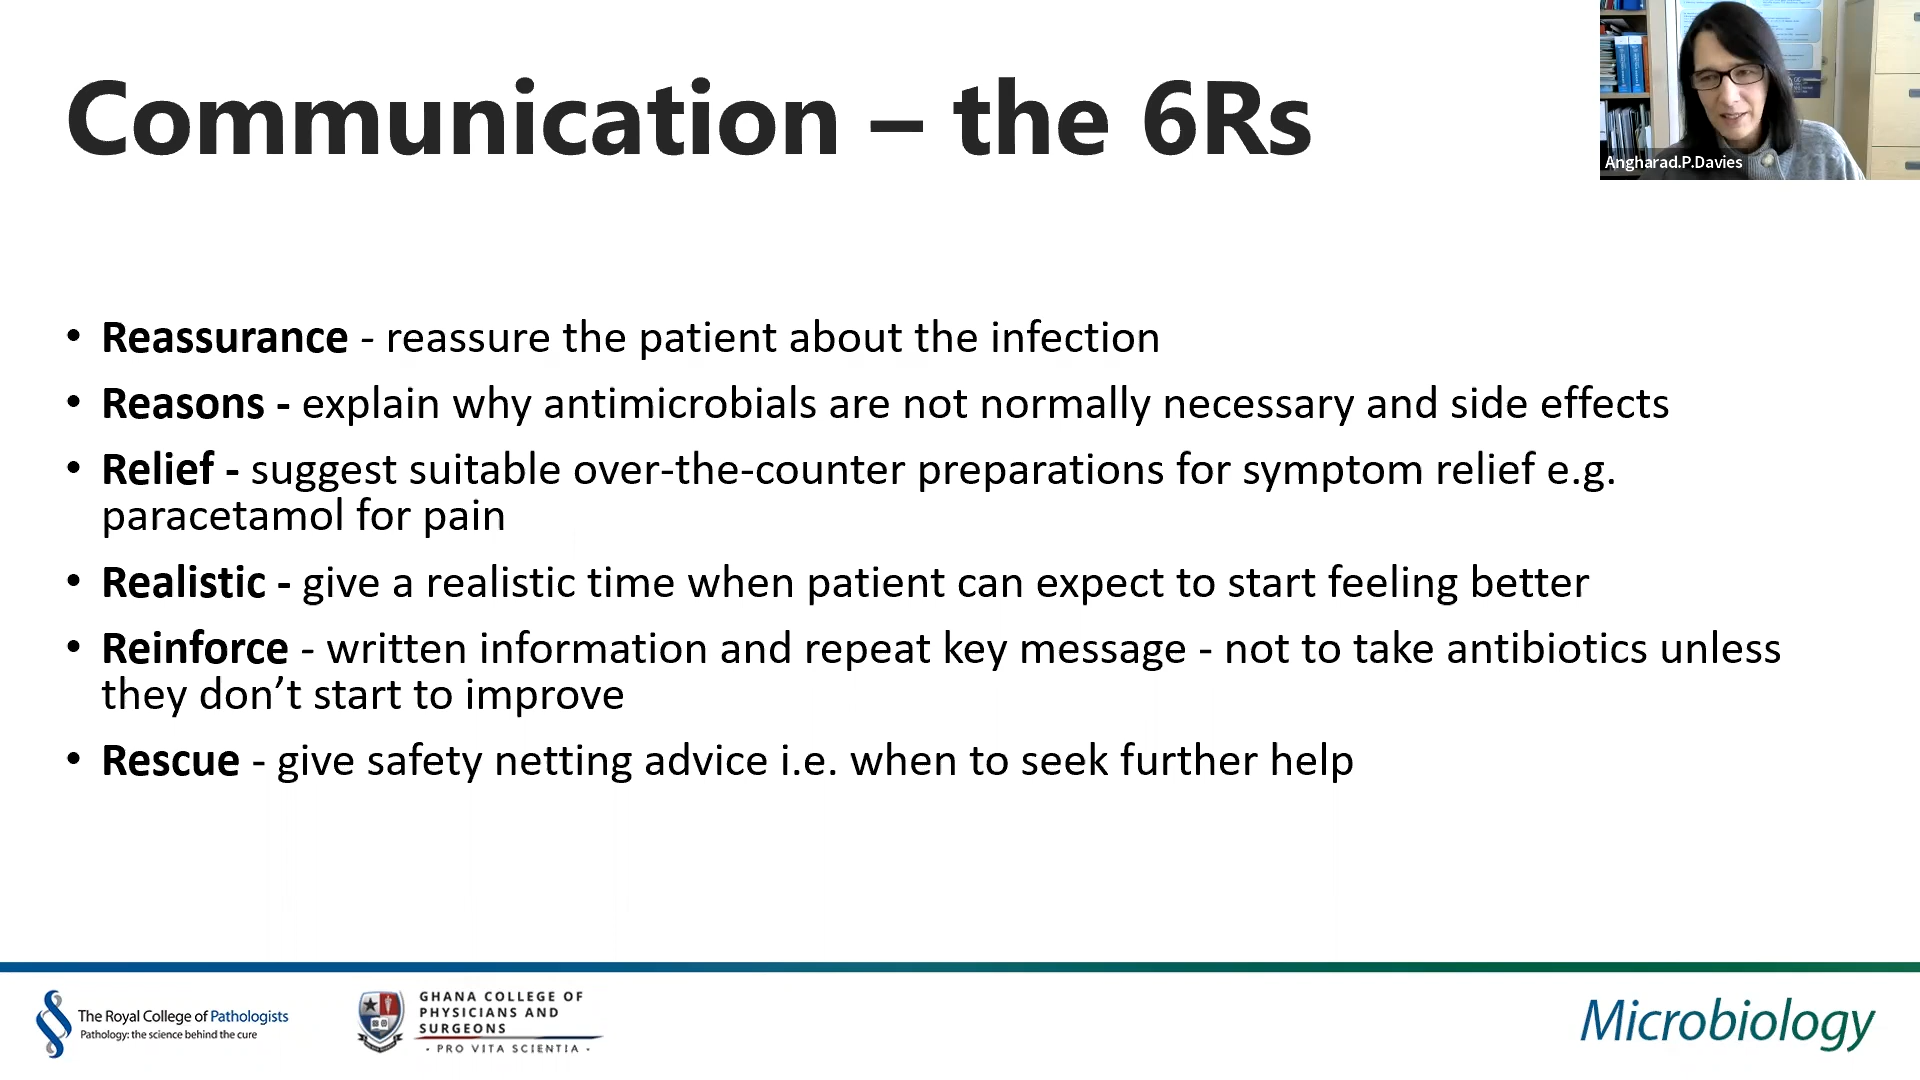 Communication – the 6Rs
Angharad.P.Davies
• Reassurance - reassure the patient about the infection
• Reasons - explain why antimicrobials are not normally necessary and side effects
• Relief - suggest suitable over-the-counter preparations for symptom relief e.g.
paracetamol for pain
• Realistic - give a realistic time when patient can expect to start feeling better
• Reinforce - written information and repeat key message - not to take antibiotics unless
they don’t start to improve
• Rescue - give safety netting advice i.e. when to seek further help
The Royal College of Pathologists
Pathology: the science behind the cure
GHANA COLLEGE OF
PHYSICIANS AND
SURGEONS
- PRO VITA SCIENTIA -
Microbiology